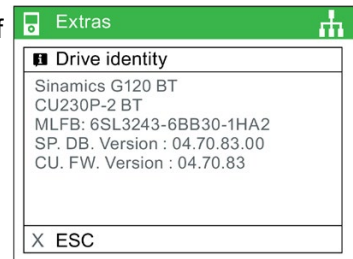 f
Extras
Drive identity
Sinamics G120 BT
CU230P-2 BT
MLFB: 6SL3243-6BB30-1HA2
SP. DB. Version : 04.70.83.00
CU. FW. Version : 04.70.83
X ESC